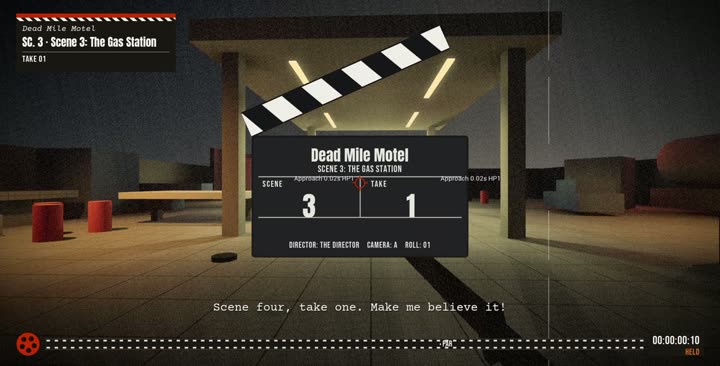 Dead Mile Motel
SC. 3 · Scene 3: The Gas Station
TAKE 01
Dead Mile Motel
SCENE 3: THE GAS STATION
Approach 0.02s HP1
Approach 0.02s HP1
SCENE
TAKE
3
1
DIRECTOR: THE DIRECTOR CAMERA: A ROLL: 01
Scene four, take one. Make me believe it!
PAR
00:00:00:10
HELD